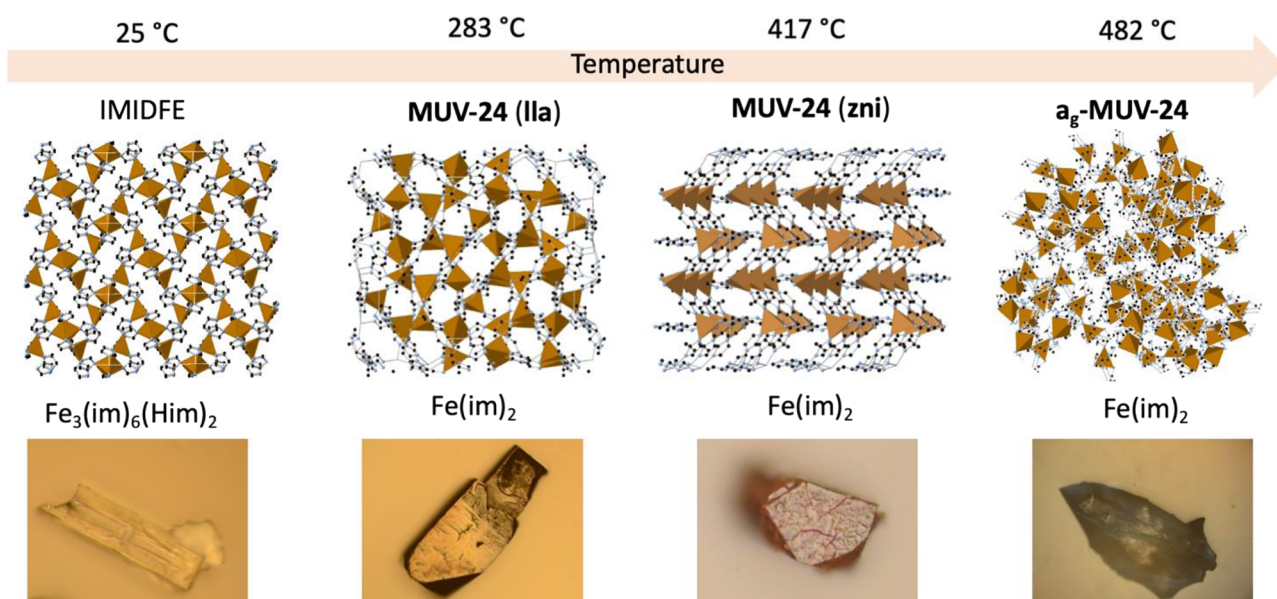 25 °C 283 °C 417 °C 482 °C
Temperature
IMIDFE MUV-24 (lla) MUV-24 (zni) a_g-MUV-24
Fe₃(im)₆(Him)₂ Fe(im)₂ Fe(im)₂ Fe(im)₂